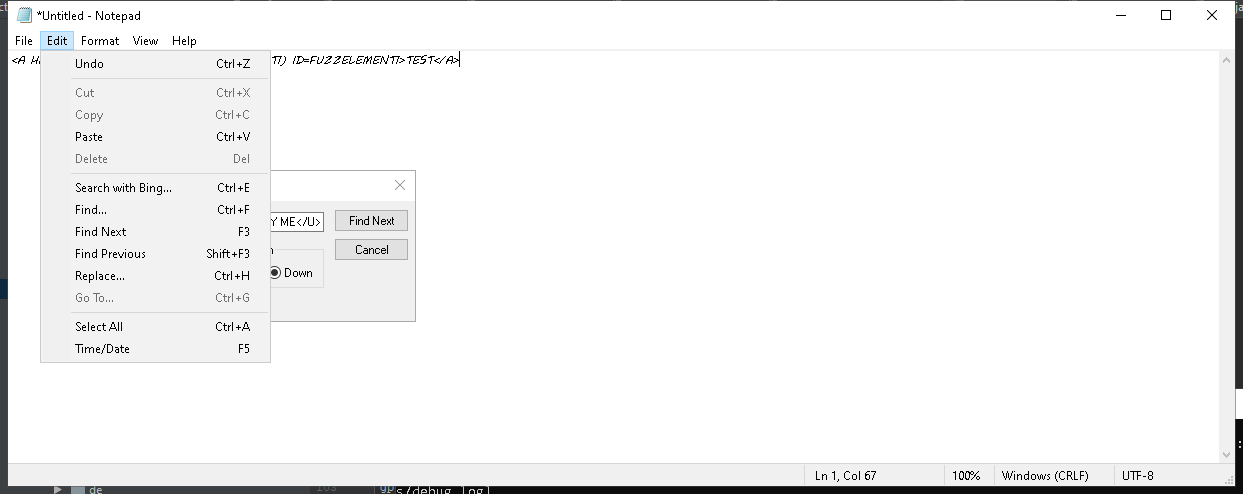 *Untitled - Notepad
File Edit Format View Help
<A H TI) ID=FUZZELEMENTI>TEST</A>
Undo Ctrl+Z
Cut Ctrl+X
Copy Ctrl+C
Paste Ctrl+V
Delete Del
Search with Bing... Ctrl+E
Find... Ctrl+F
Find Next F3
Find Previous Shift+F3
Replace... Ctrl+H
Go To... Ctrl+G
Select All Ctrl+A
Time/Date F5
Y ME</U> Find Next
Cancel
Down
Ln 1, Col 67 100% Windows (CRLF) UTF-8
de
s/debug.log